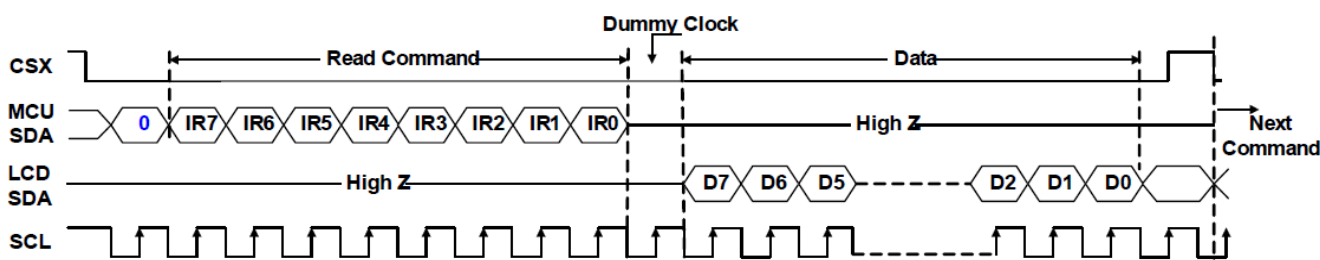 Dummy Clock
Read Command
Data
CSX
MCU
SDA
0 IR7 IR6 IR5 IR4 IR3 IR2 IR1 IR0
High Z
Next
Command
LCD
SDA
High Z
D7 D6 D5 D2 D1 D0
SCL